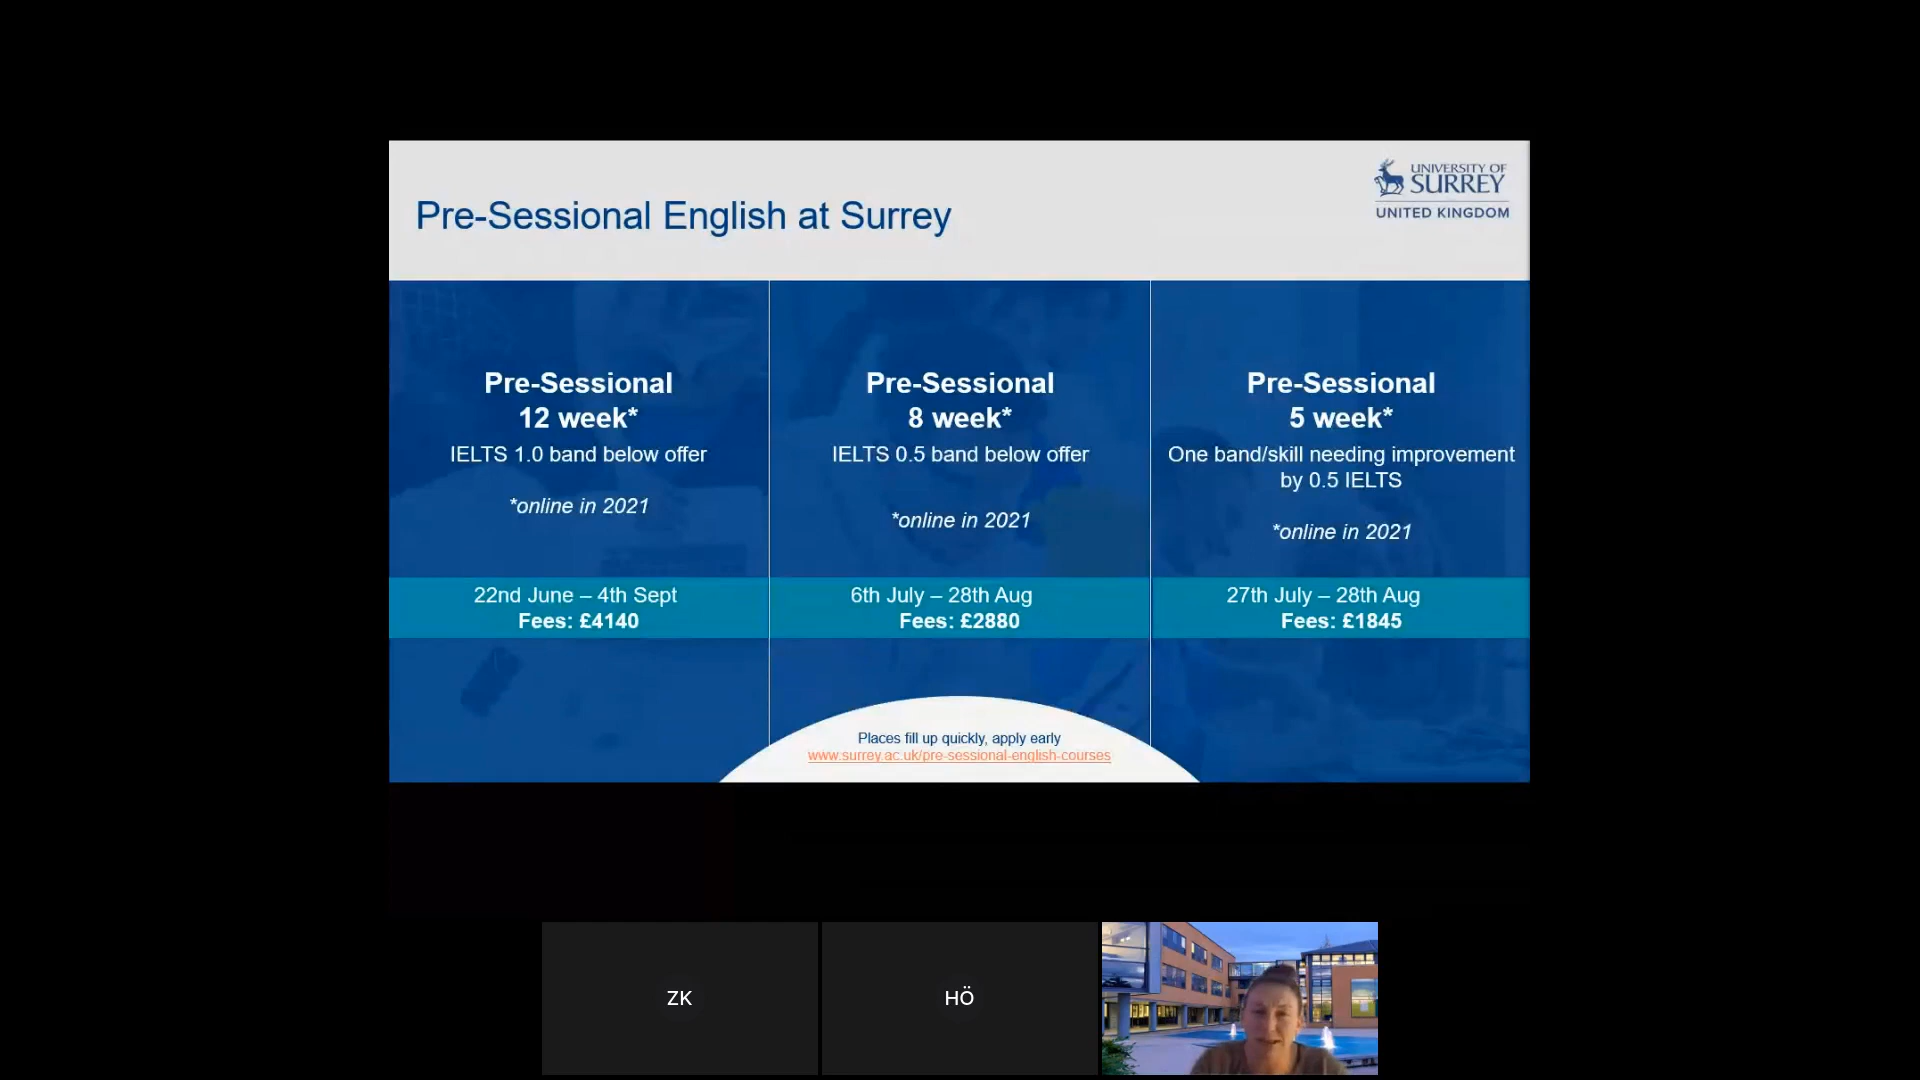 Pre-Sessional English at Surrey
UNIVERSITY OF
SURREY
UNITED KINGDOM
Pre-Sessional
12 week*
IELTS 1.0 band below offer
*online in 2021
22nd June – 4th Sept
Fees: £4140
Pre-Sessional
8 week*
IELTS 0.5 band below offer
*online in 2021
6th July – 28th Aug
Fees: £2880
Pre-Sessional
5 week*
One band/skill needing improvement
by 0.5 IELTS
*online in 2021
27th July – 28th Aug
Fees: £1845
Places fill up quickly, apply early
www.surrey.ac.uk/pre-sessional-english-courses
ZK
HÖ